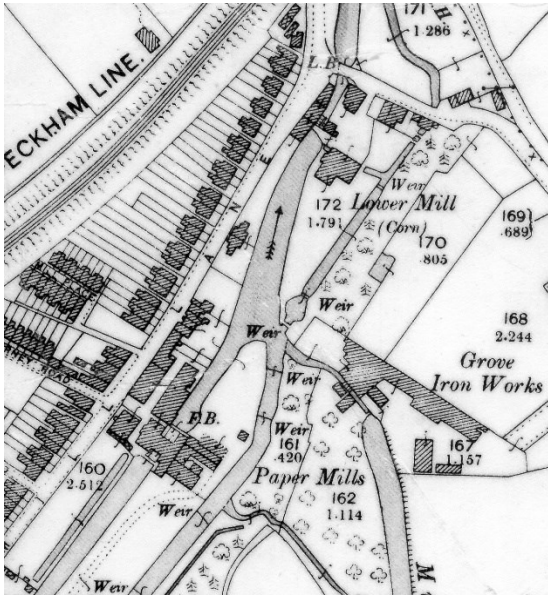 171
1.286
H
L.B.
ECKHAM LINE.
Weir
172
1.791
Lower Mill
(Corn)
170
.805
169
.689
E
N
A
L
Weir
Weir
168
2.244
Grove
Iron Works
Weir
F.B.
Weir
161
.420
167
1.157
160
2.512
Paper Mills
162
1.114
Weir
Weir
M